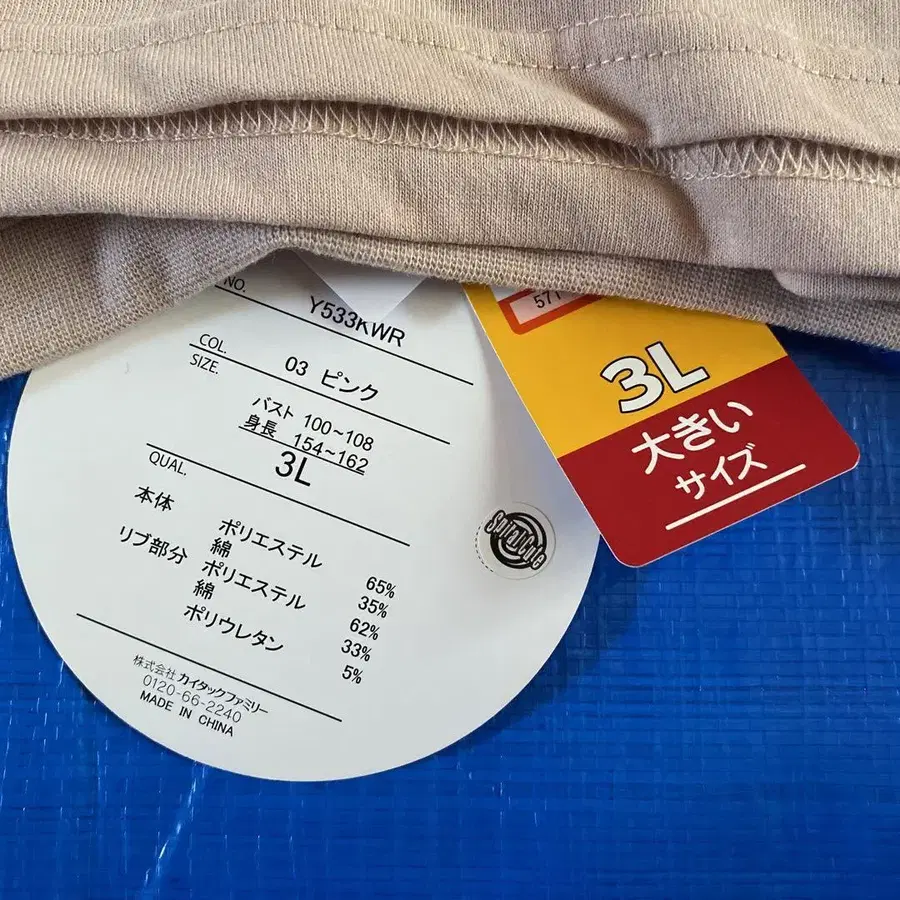 NO. Y533KWR
COL. 03 ピンク
SIZE.
バスト 100~108
身長 154~162
3L
QUAL.
本体 ポリエステル 65%
綿 35%
リブ部分 ポリエステル 62%
綿 33%
ポリウレタン 5%
株式会社 カイタックファミリー
0120-66-2240
MADE IN CHINA
3L
大きい
サイズ